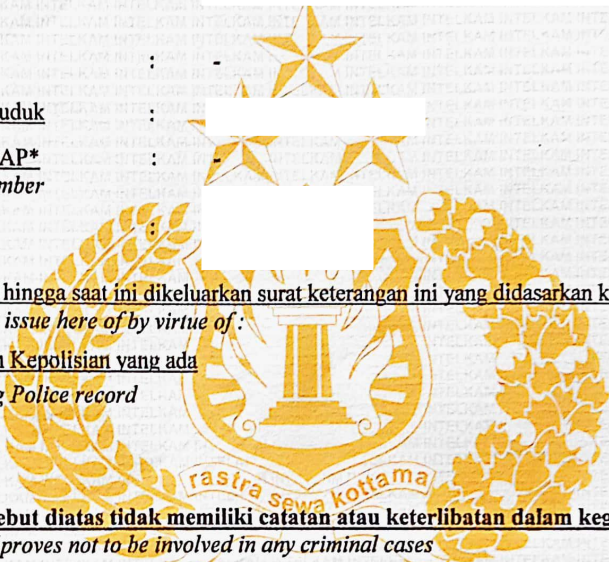 : -
uduk :
AP* : -
mber
:
hingga saat ini dikeluarkan surat keterangan ini yang didasarkan k
issue here of by virtue of :
n Kepolisian yang ada
g Police record
rastra sewa kottama
ebut diatas tidak memiliki catatan atau keterlibatan dalam keg
proves not to be involved in any criminal cases